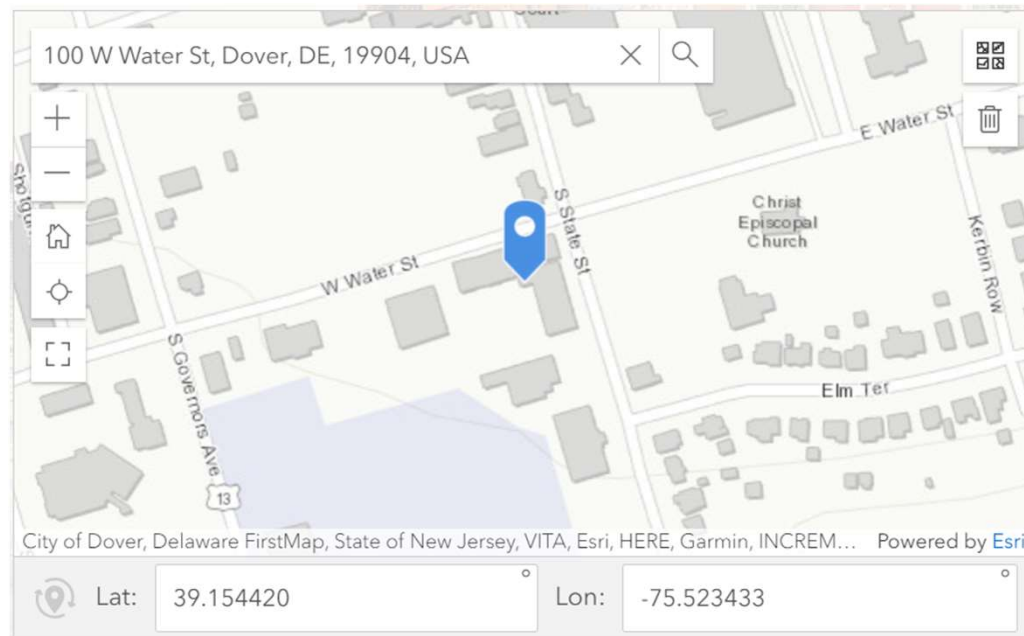 Court
100 W Water St, Dover, DE, 19904, USA
E Water St
S State St
Christ
Episcopal
Church
Kerbin Row
W Water St
S Governors Ave
Elm Ter
13
City of Dover, Delaware FirstMap, State of New Jersey, VITA, Esri, HERE, Garmin, INCREM... Powered by Esri
Lat: 39.154420 ° Lon: -75.523433 °